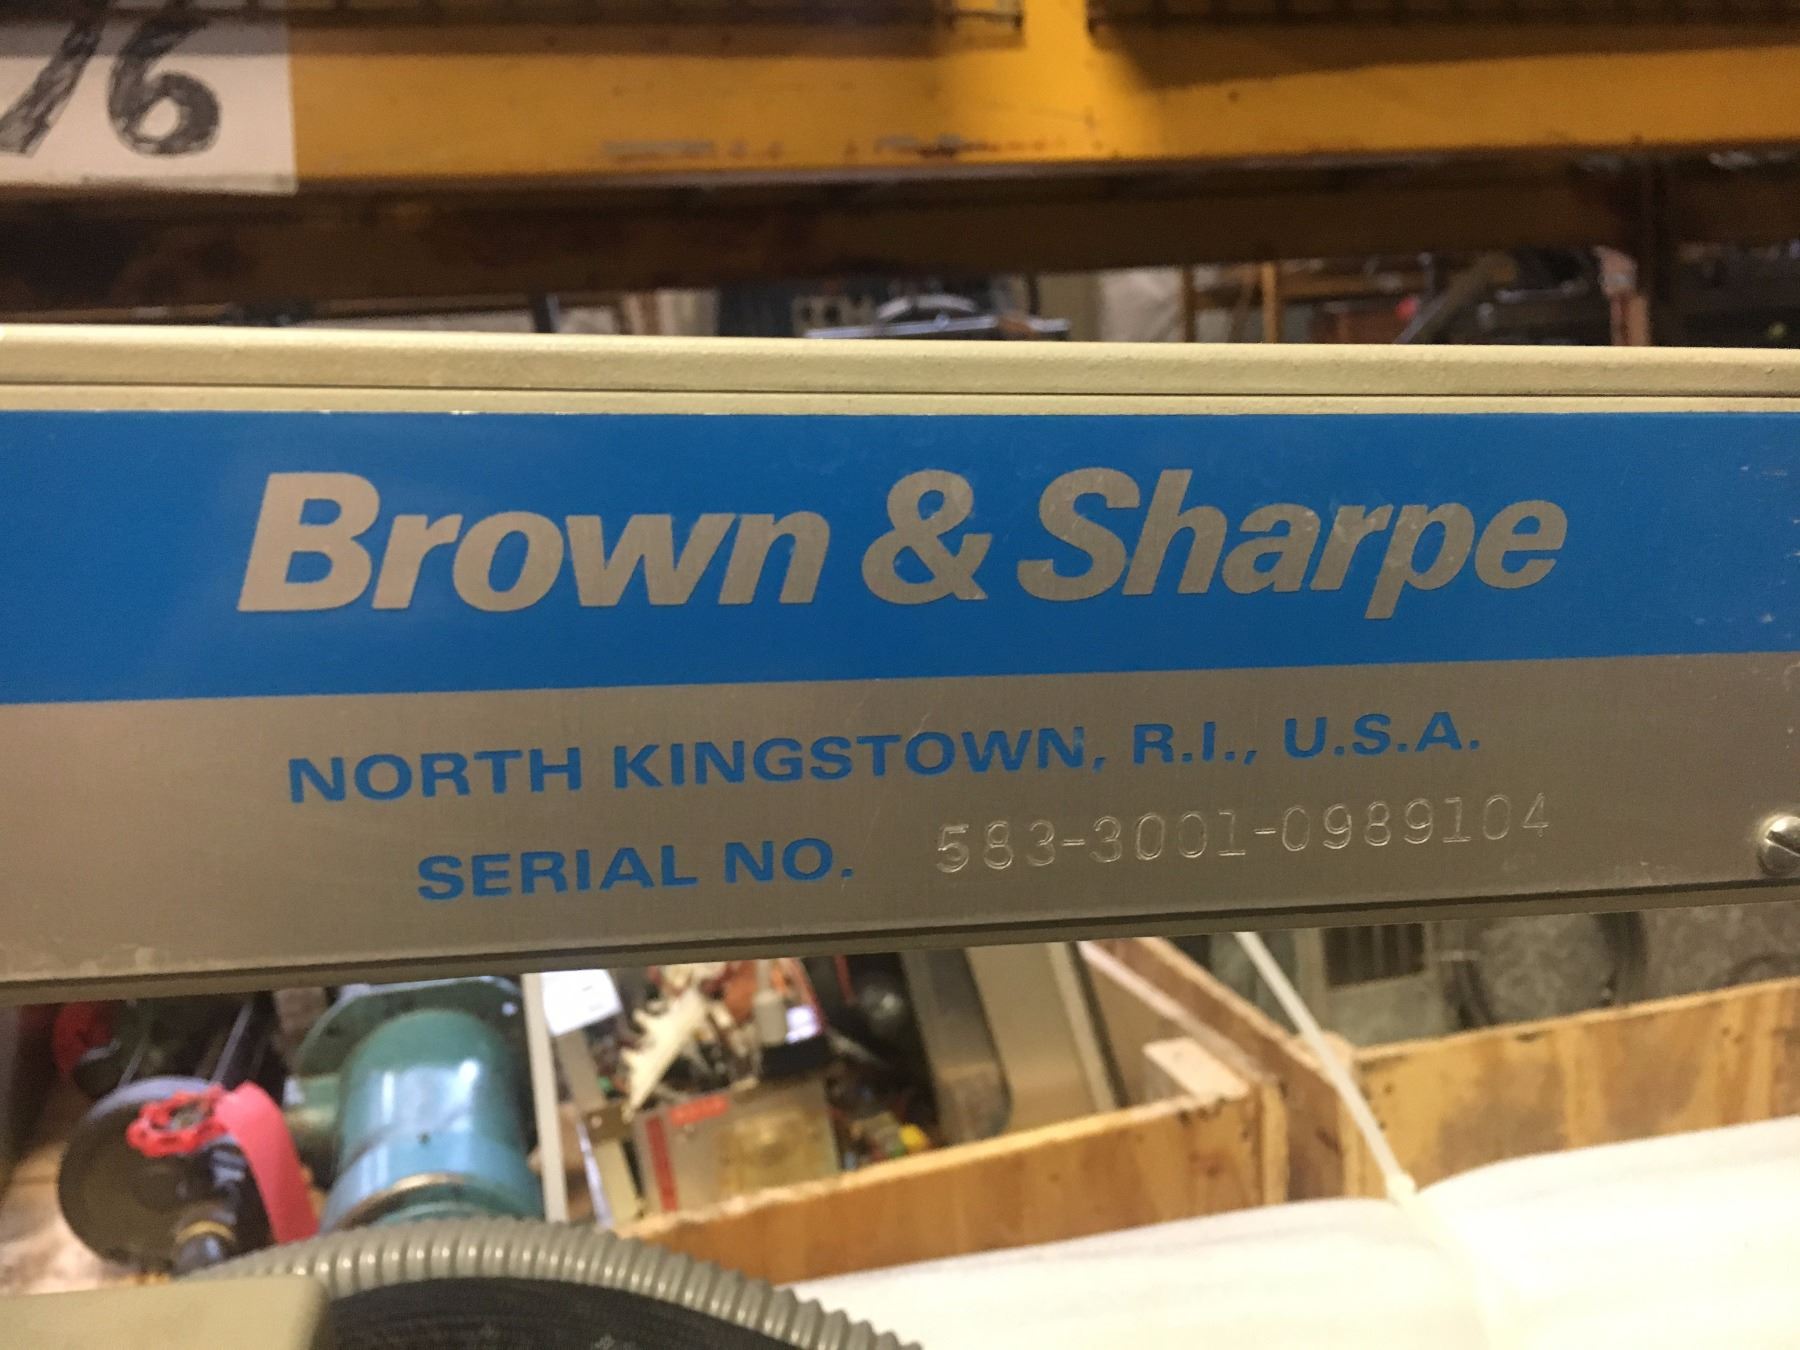 76
Brown & Sharpe
NORTH KINGSTOWN, R.I., U.S.A.
SERIAL NO. 583-3001-0989104